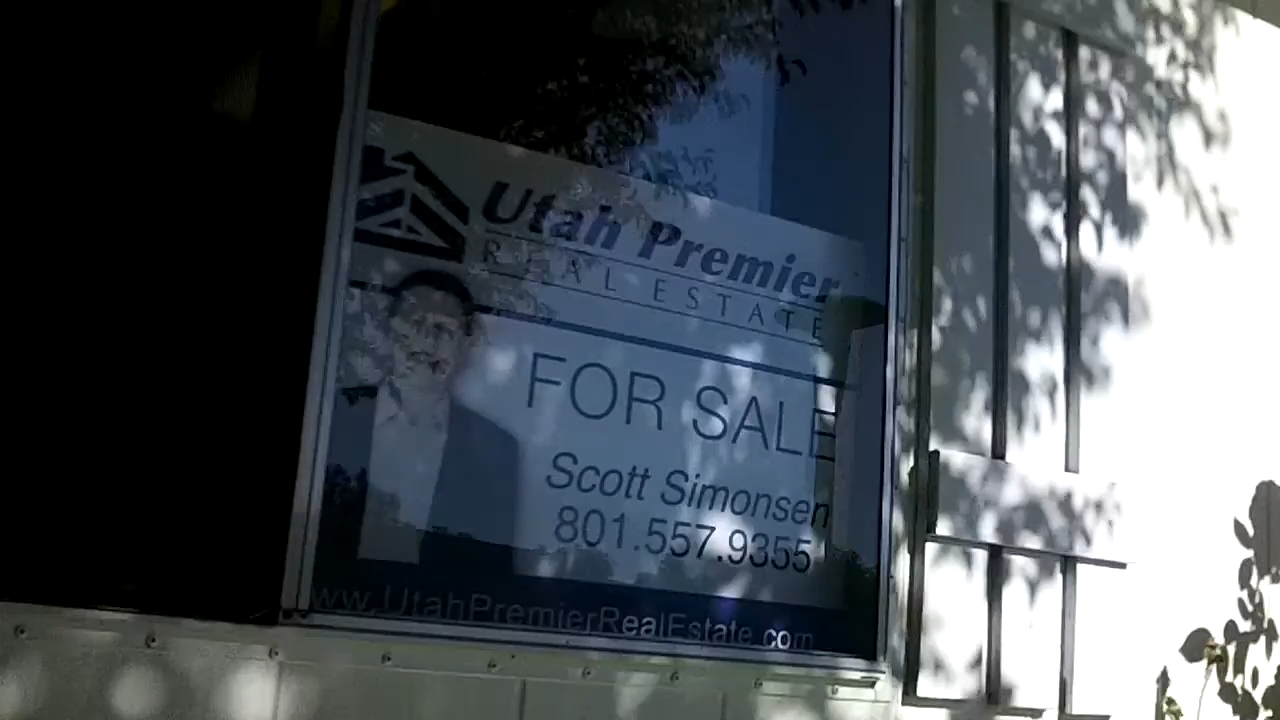 Utah Premier
REAL ESTATE
FOR SALE
Scott Simonsen
801.557.9355
www.UtahPremierRealEstate.com